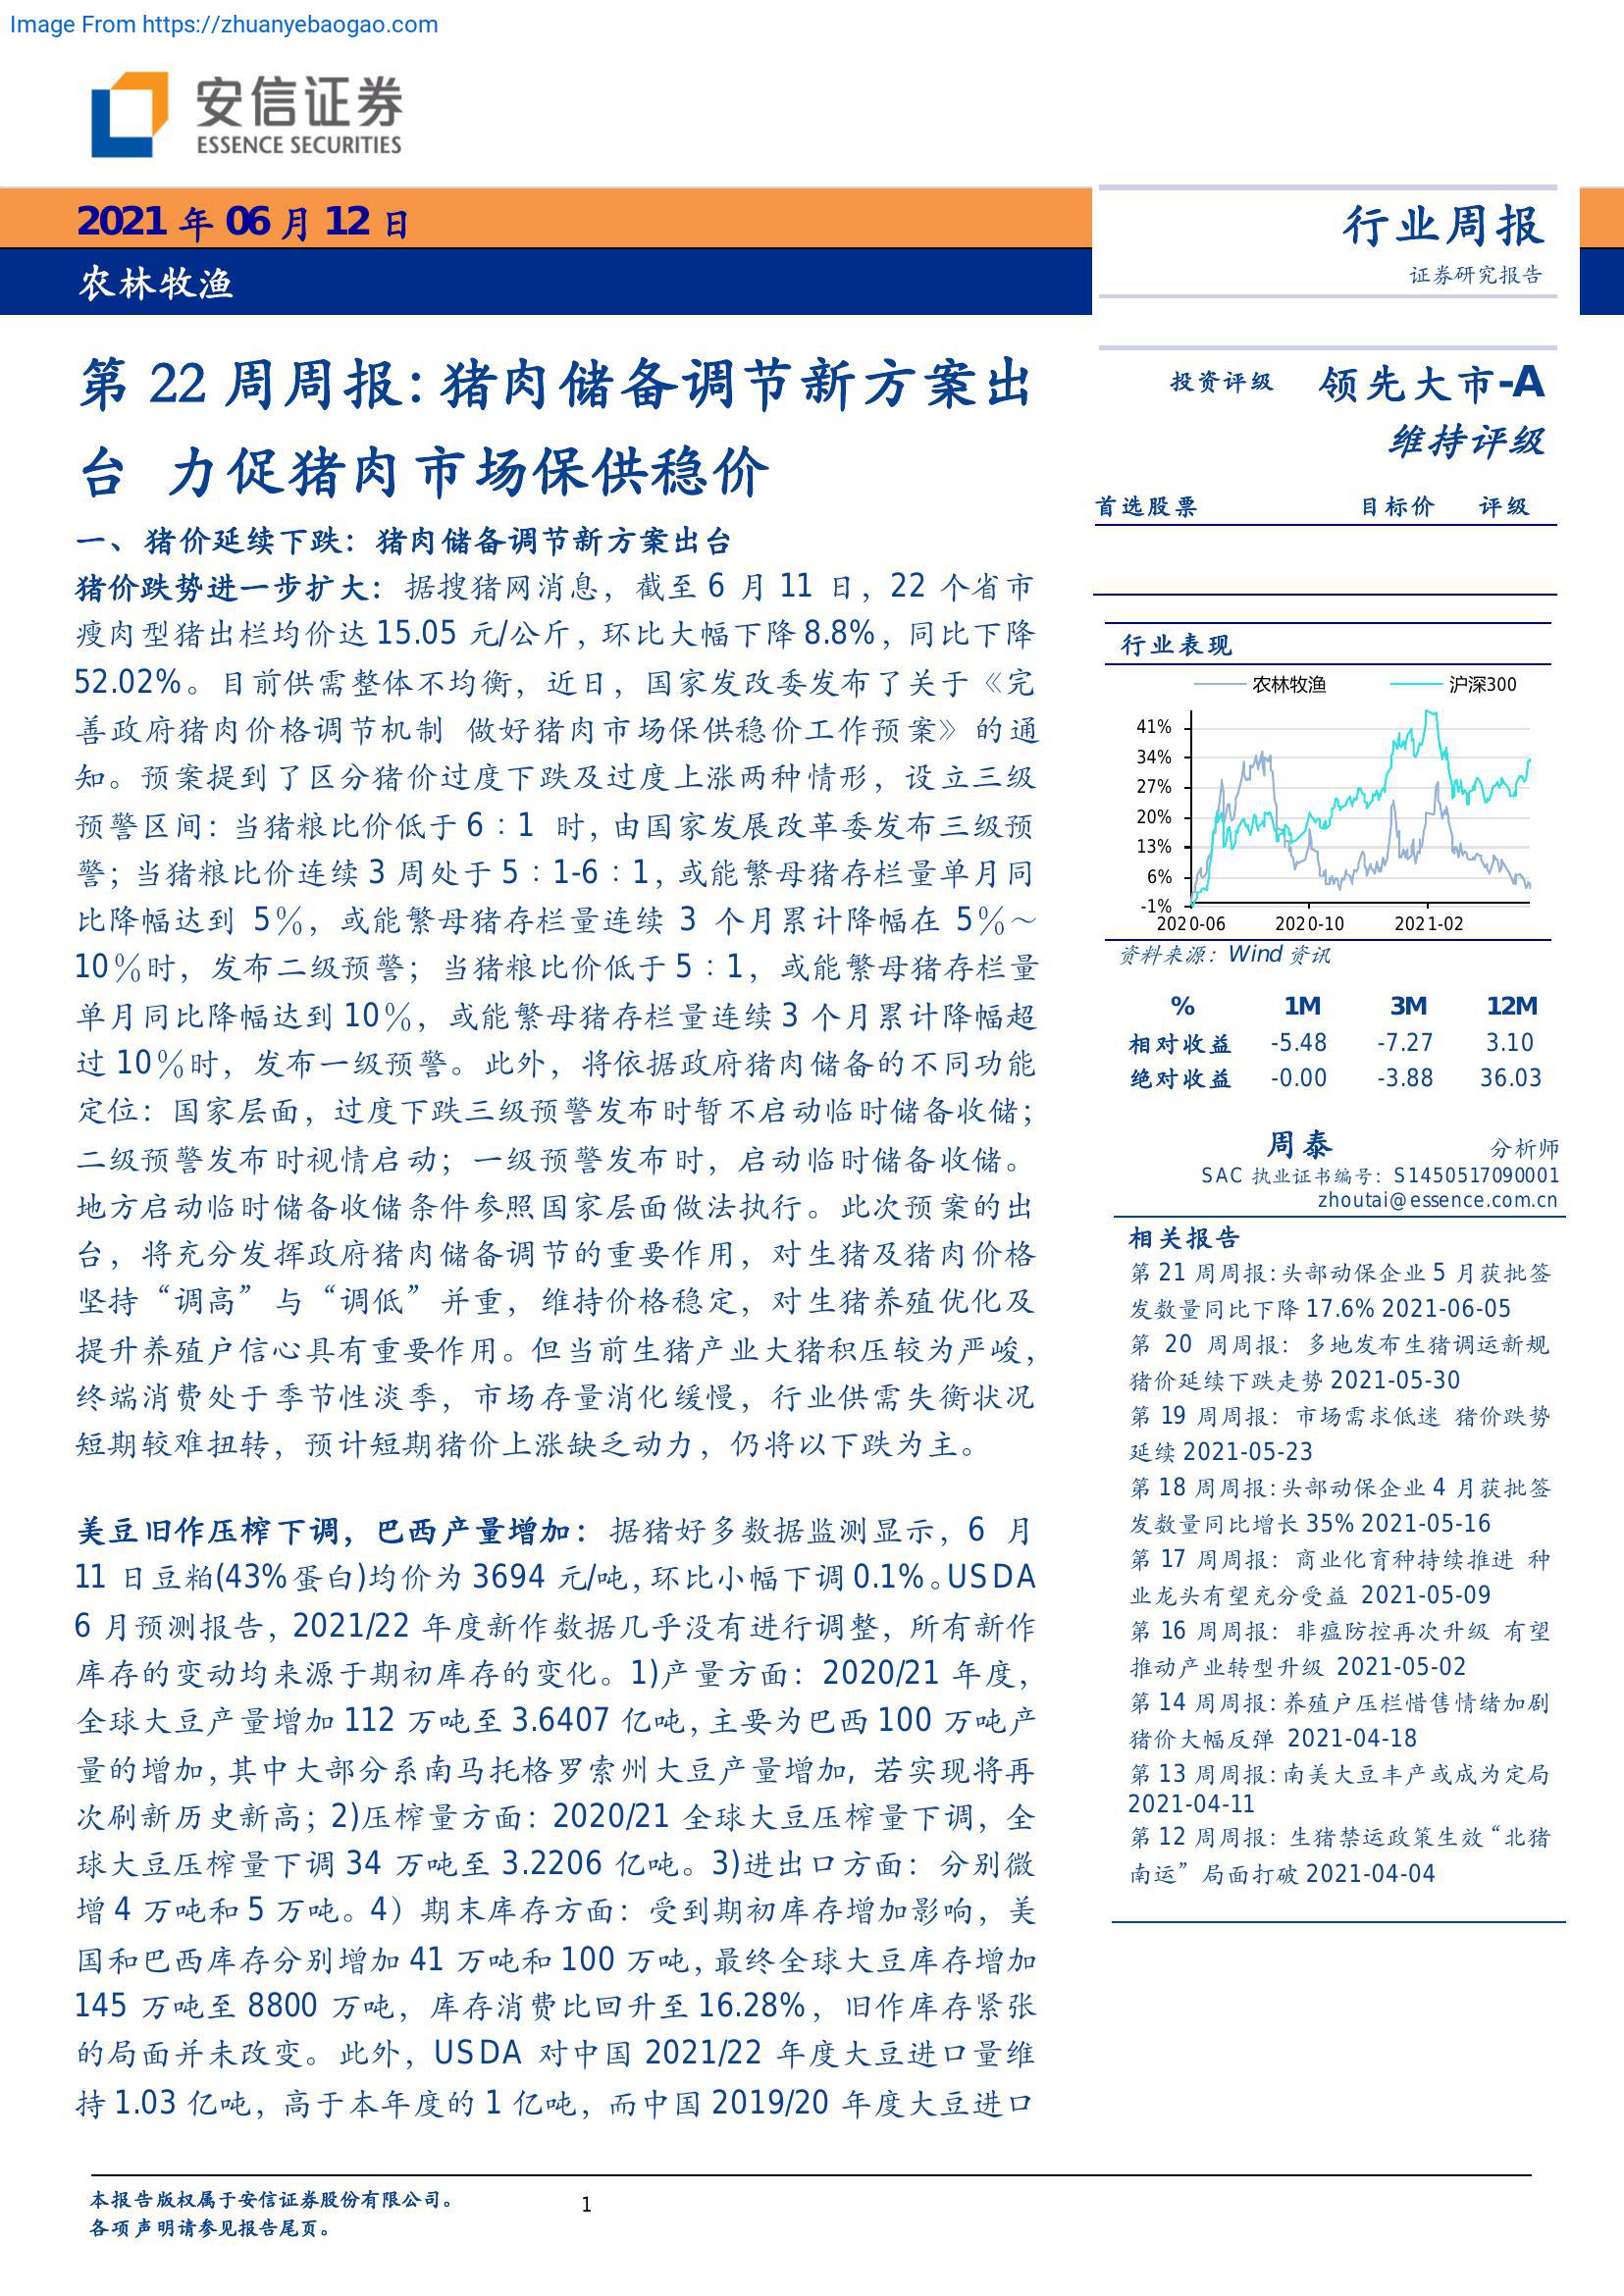 Image From https://zhuanyebaogao.com
安信证券
ESSENCE SECURITIES
2021 年 06 月 12 日
农林牧渔
行业周报
证券研究报告
第 22 周周报：猪肉储备调节新方案出
台 力促猪肉市场保供稳价
一、猪价延续下跌：猪肉储备调节新方案出台
猪价跌势进一步扩大：据搜猪网消息，截至 6 月 11 日，22 个省市
瘦肉型猪出栏均价达 15.05 元/公斤，环比大幅下降 8.8%，同比下降
52.02%。目前供需整体不均衡，近日，国家发改委发布了关于《完
善政府猪肉价格调节机制 做好猪肉市场保供稳价工作预案》的通
知。预案提到了区分猪价过度下跌及过度上涨两种情形，设立三级
预警区间：当猪粮比价低于 6∶1 时，由国家发展改革委发布三级预
警；当猪粮比价连续 3 周处于 5∶1-6∶1，或能繁母猪存栏量单月同
比降幅达到 5％，或能繁母猪存栏量连续 3 个月累计降幅在 5％～
10％时，发布二级预警；当猪粮比价低于 5∶1，或能繁母猪存栏量
单月同比降幅达到 10％，或能繁母猪存栏量连续 3 个月累计降幅超
过 10％时，发布一级预警。此外，将依据政府猪肉储备的不同功能
定位：国家层面，过度下跌三级预警发布时暂不启动临时储备收储；
二级预警发布时视情启动；一级预警发布时，启动临时储备收储。
地方启动临时储备收储条件参照国家层面做法执行。此次预案的出
台，将充分发挥政府猪肉储备调节的重要作用，对生猪及猪肉价格
坚持“调高”与“调低”并重，维持价格稳定，对生猪养殖优化及
提升养殖户信心具有重要作用。但当前生猪产业大猪积压较为严峻，
终端消费处于季节性淡季，市场存量消化缓慢，行业供需失衡状况
短期较难扭转，预计短期猪价上涨缺乏动力，仍将以下跌为主。
美豆旧作压榨下调，巴西产量增加：据猪好多数据监测显示，6 月
11 日豆粕(43%蛋白)均价为 3694 元/吨，环比小幅下调 0.1%。USDA
6 月预测报告，2021/22 年度新作数据几乎没有进行调整，所有新作
库存的变动均来源于期初库存的变化。1)产量方面：2020/21 年度，
全球大豆产量增加 112 万吨至 3.6407 亿吨，主要为巴西 100 万吨产
量的增加，其中大部分系南马托格罗索州大豆产量增加，若实现将再
次刷新历史新高；2)压榨量方面：2020/21 全球大豆压榨量下调，全
球大豆压榨量下调 34 万吨至 3.2206 亿吨。3)进出口方面：分别微
增 4 万吨和 5 万吨。4）期末库存方面：受到期初库存增加影响，美
国和巴西库存分别增加 41 万吨和 100 万吨，最终全球大豆库存增加
145 万吨至 8800 万吨，库存消费比回升至 16.28%，旧作库存紧张
的局面并未改变。此外，USDA 对中国 2021/22 年度大豆进口量维
持 1.03 亿吨，高于本年度的 1 亿吨，而中国 2019/20 年度大豆进口
投资评级 领先大市-A
维持评级
首选股票 目标价 评级
行业表现
农林牧渔 沪深300
41%
34%
27%
20%
13%
6%
-1%
2020-06 2020-10 2021-02
资料来源：Wind 资讯
% 1M 3M 12M
相对收益 -5.48 -7.27 3.10
绝对收益 -0.00 -3.88 36.03
周泰 分析师
SAC 执业证书编号：S1450517090001
zhoutai@essence.com.cn
相关报告
第 21 周周报：头部动保企业 5 月获批签
发数量同比下降 17.6% 2021-06-05
第 20 周周报：多地发布生猪调运新规
猪价延续下跌走势 2021-05-30
第 19 周周报：市场需求低迷 猪价跌势
延续 2021-05-23
第 18 周周报：头部动保企业 4 月获批签
发数量同比增长 35% 2021-05-16
第 17 周周报：商业化育种持续推进 种
业龙头有望充分受益 2021-05-09
第 16 周周报：非瘟防控再次升级 有望
推动产业转型升级 2021-05-02
第 14 周周报：养殖户压栏惜售情绪加剧
猪价大幅反弹 2021-04-18
第 13 周周报：南美大豆丰产或成为定局
2021-04-11
第 12 周周报：生猪禁运政策生效“北猪
南运”局面打破 2021-04-04
本报告版权属于安信证券股份有限公司。
各项声明请参见报告尾页。
1